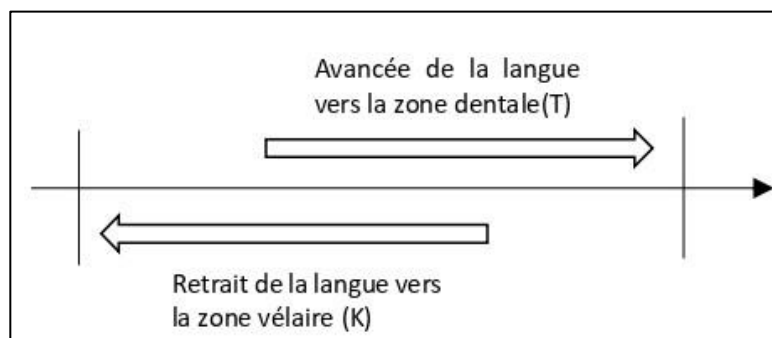 Avancée de la langue
vers la zone dentale(T)
Retrait de la langue vers
la zone vélaire (K)